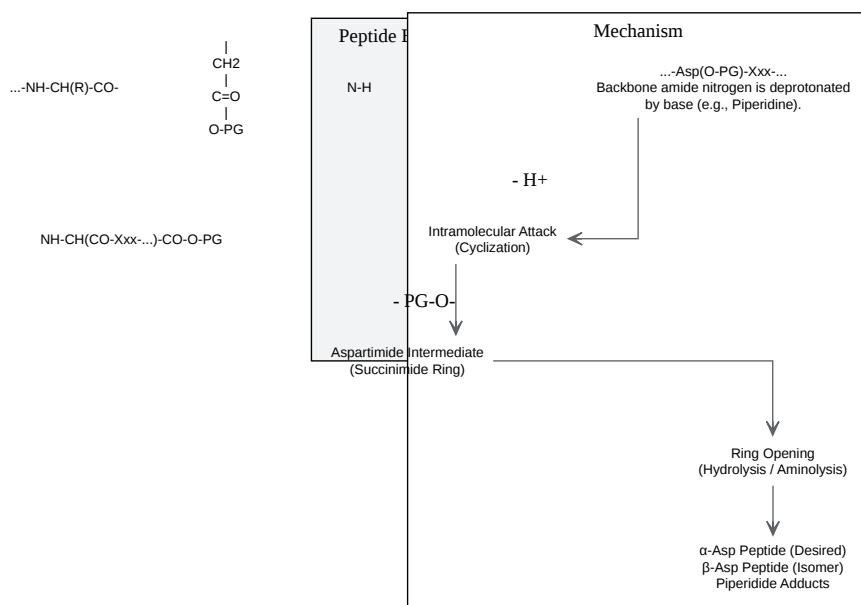 Peptide
Mechanism
|
CH2
|
C=O
|
O-PG
...-NH-CH(R)-CO-
N-H
...-Asp(O-PG)-Xxx-...
Backbone amide nitrogen is deprotonated
by base (e.g., Piperidine).
- H+
NH-CH(CO-Xxx-...)-CO-O-PG
Intramolecular Attack
(Cyclization)
- PG-O-
Aspartimide Intermediate
(Succinimide Ring)
Ring Opening
(Hydrolysis / Aminolysis)
α-Asp Peptide (Desired)
β-Asp Peptide (Isomer)
Piperidide Adducts